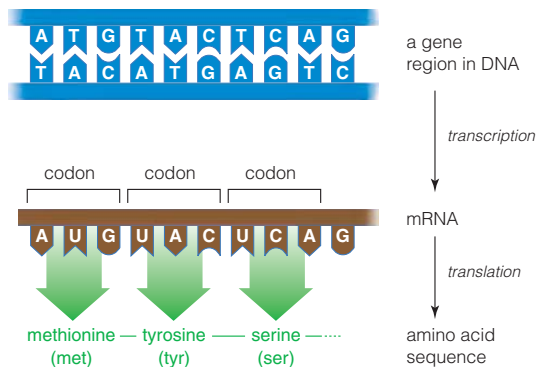 A T G T A C T C A G
T A C A T G A G T C
a gene
region in DNA
transcription
codon codon codon
A U G U A C U C A G
mRNA
translation
methionine — tyrosine — serine —....
(met) (tyr) (ser)
amino acid
sequence